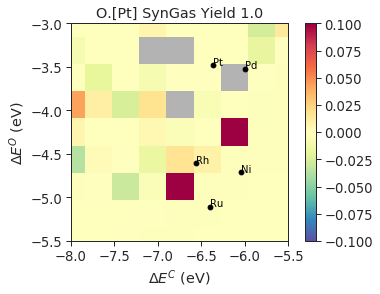 O.[Pt] SynGas Yield 1.0
−3.0
−3.5
−4.0
−4.5
−5.0
−5.5
ΔE^O (eV)
Pt
Pd
Rh
Ni
Ru
−8.0 −7.5 −7.0 −6.5 −6.0 −5.5
ΔE^C (eV)
0.100
0.075
0.050
0.025
0.000
−0.025
−0.050
−0.075
−0.100